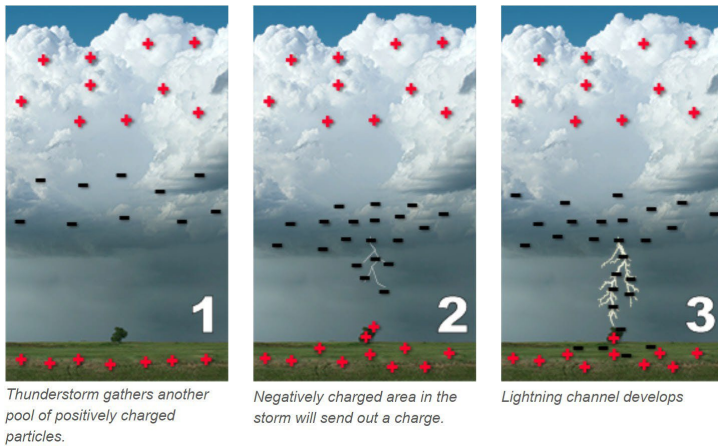 1
2
3
Thunderstorm gathers another
pool of positively charged
particles.
Negatively charged area in the
storm will send out a charge.
Lightning channel develops